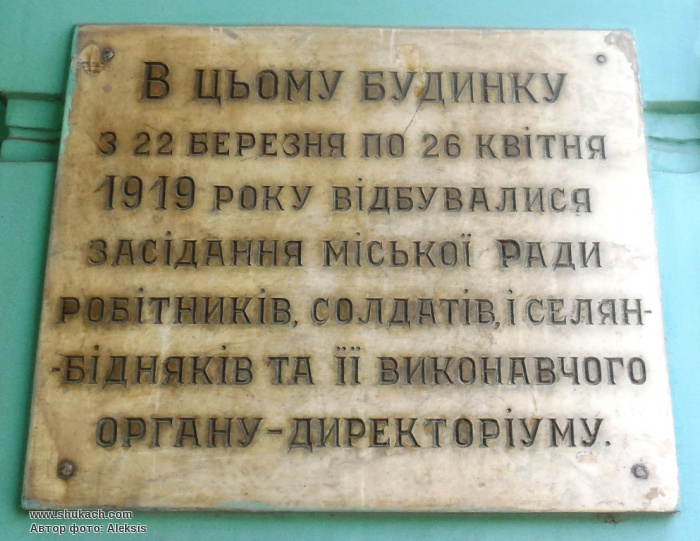 В ЦЬОМУ БУДИНКУ
З 22 БЕРЕЗНЯ ПО 26 КВІТНЯ
1919 РОКУ ВІДБУВАЛИСЯ
ЗАСІДАННЯ МІСЬКОЇ РАДИ
РОБІТНИКІВ, СОЛДАТІВ, І СЕЛЯН-
-БІДНЯКІВ ТА ЇЇ ВИКОНАВЧОГО
ОРГАНУ-ДИРЕКТОРІУМУ.
www.shukach.com
Автор фото: Aleksis